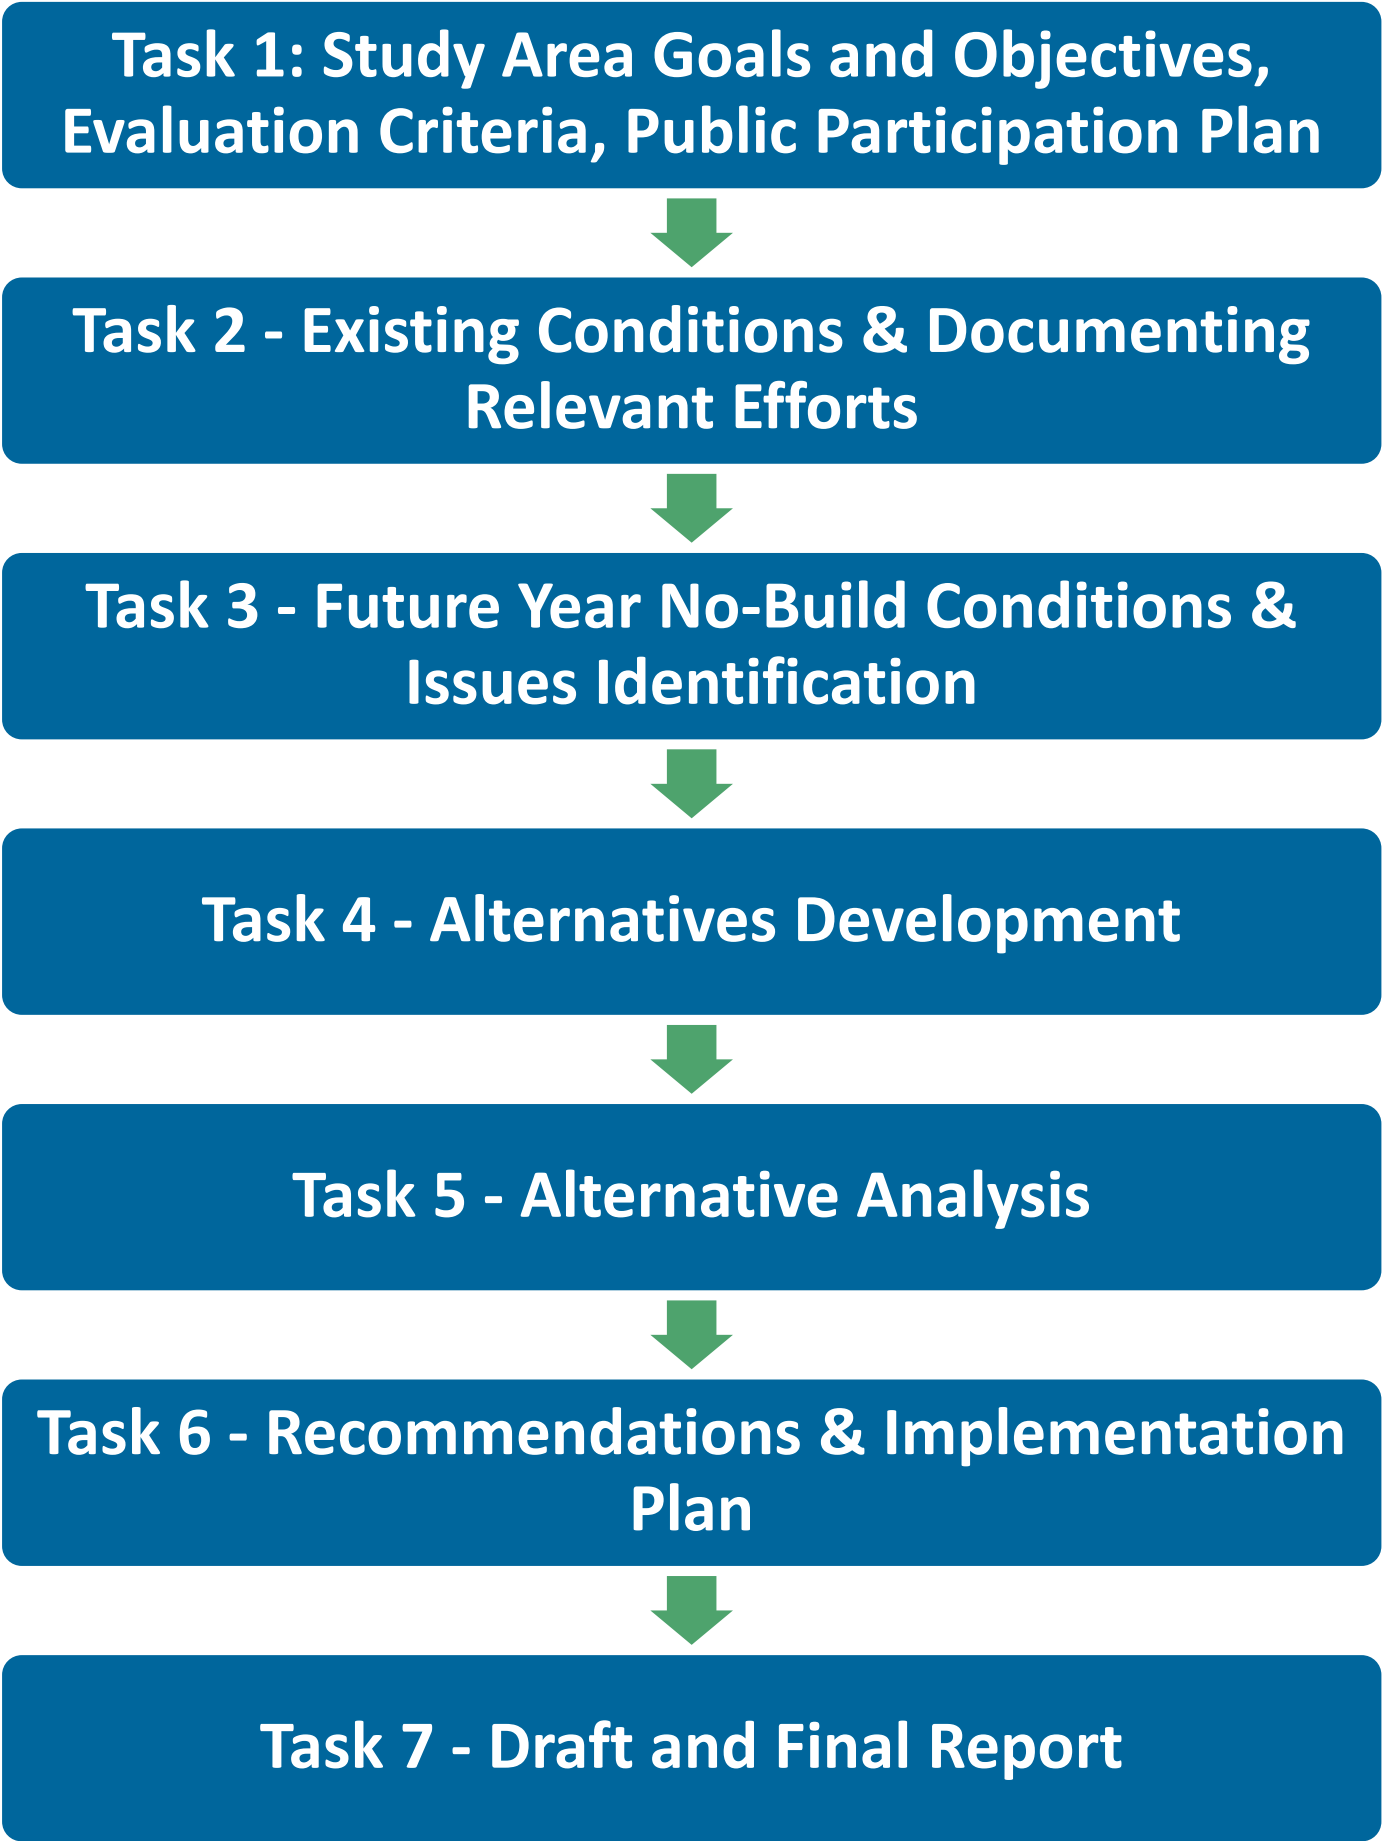 Task 1: Study Area Goals and Objectives,
Evaluation Criteria, Public Participation Plan
Task 2 - Existing Conditions & Documenting
Relevant Efforts
Task 3 - Future Year No-Build Conditions &
Issues Identification
Task 4 - Alternatives Development
Task 5 - Alternative Analysis
Task 6 - Recommendations & Implementation
Plan
Task 7 - Draft and Final Report